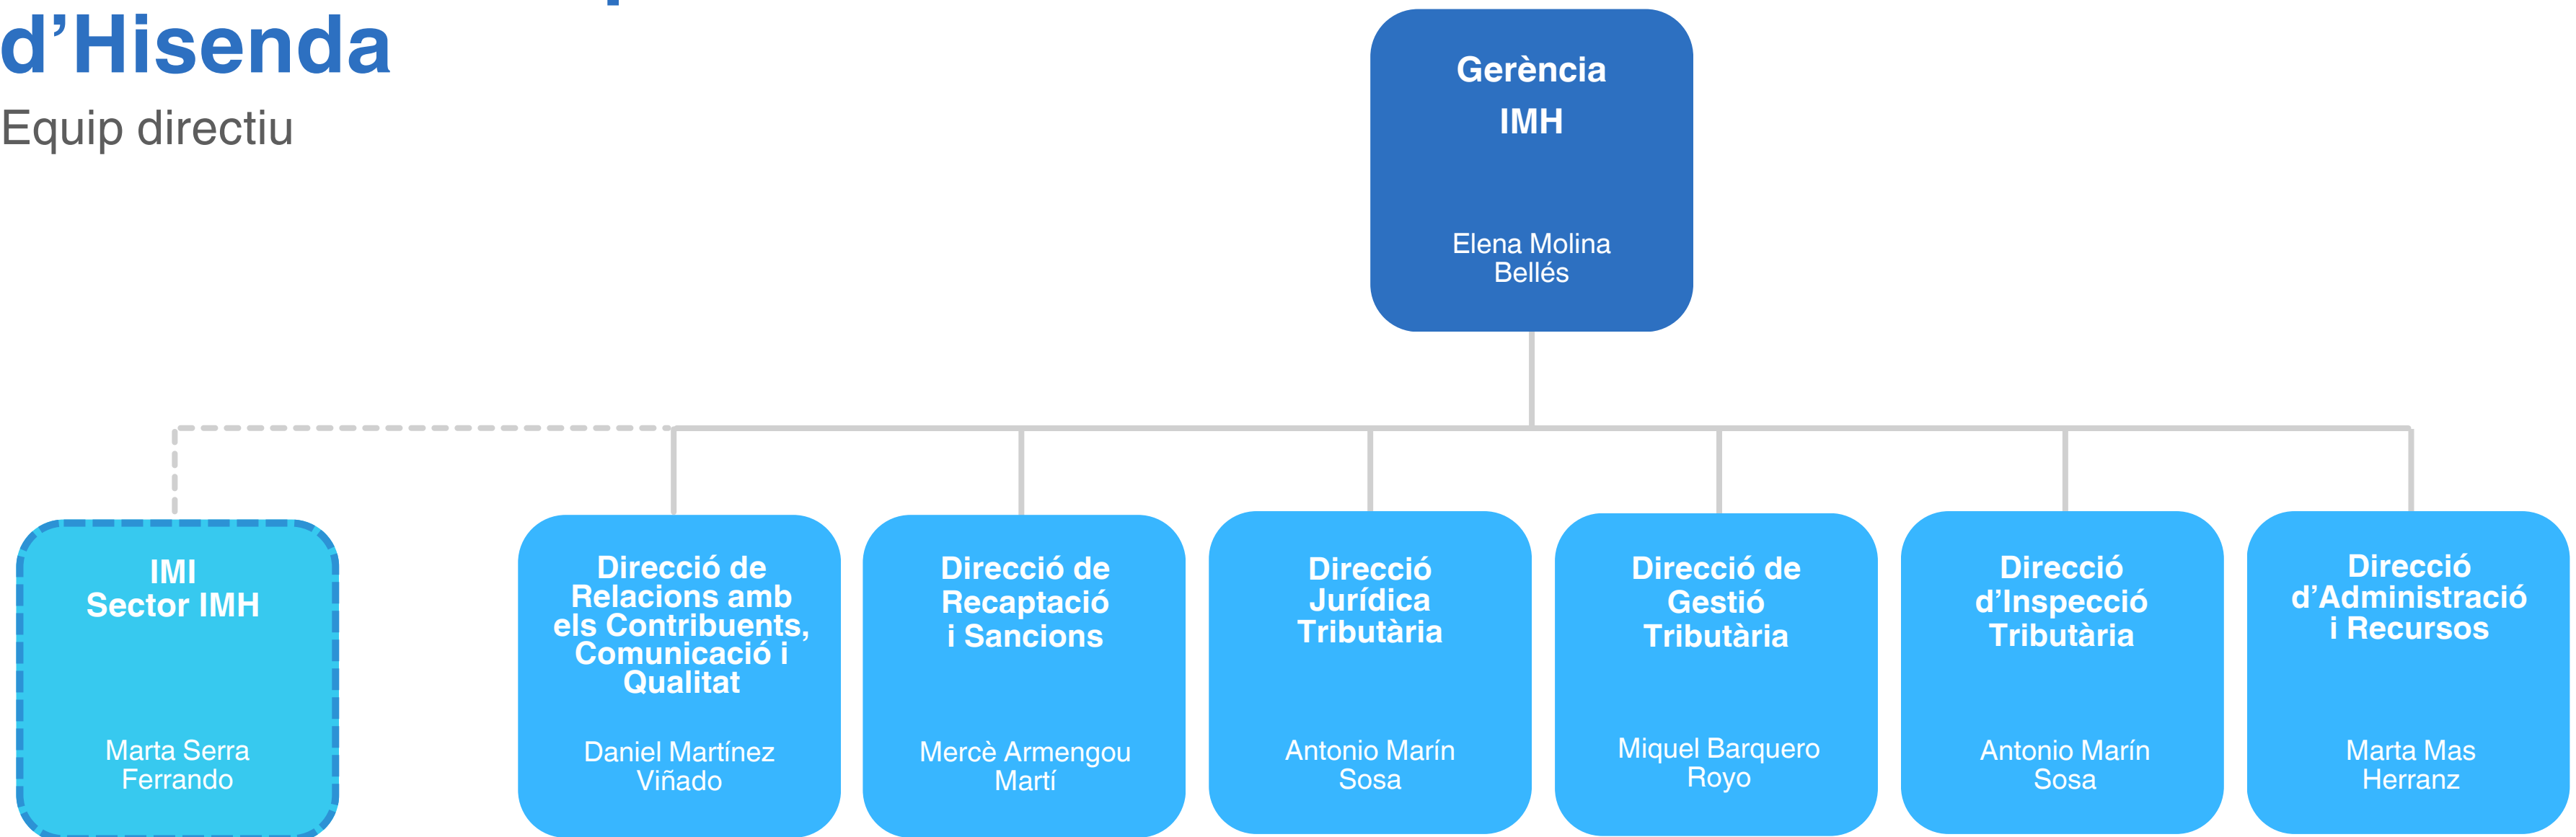 d’Hisenda
Equip directiu
Gerència
IMH
Elena Molina
Bellés
IMI
Sector IMH
Marta Serra
Ferrando
Direcció de
Relacions amb
els Contribuents,
Comunicació i
Qualitat
Daniel Martínez
Viñado
Direcció de
Recaptació
i Sancions
Mercè Armengou
Martí
Direcció
Jurídica
Tributària
Antonio Marín
Sosa
Direcció de
Gestió
Tributària
Miquel Barquero
Royo
Direcció
d’Inspecció
Tributària
Antonio Marín
Sosa
Direcció
d’Administració
i Recursos
Marta Mas
Herranz